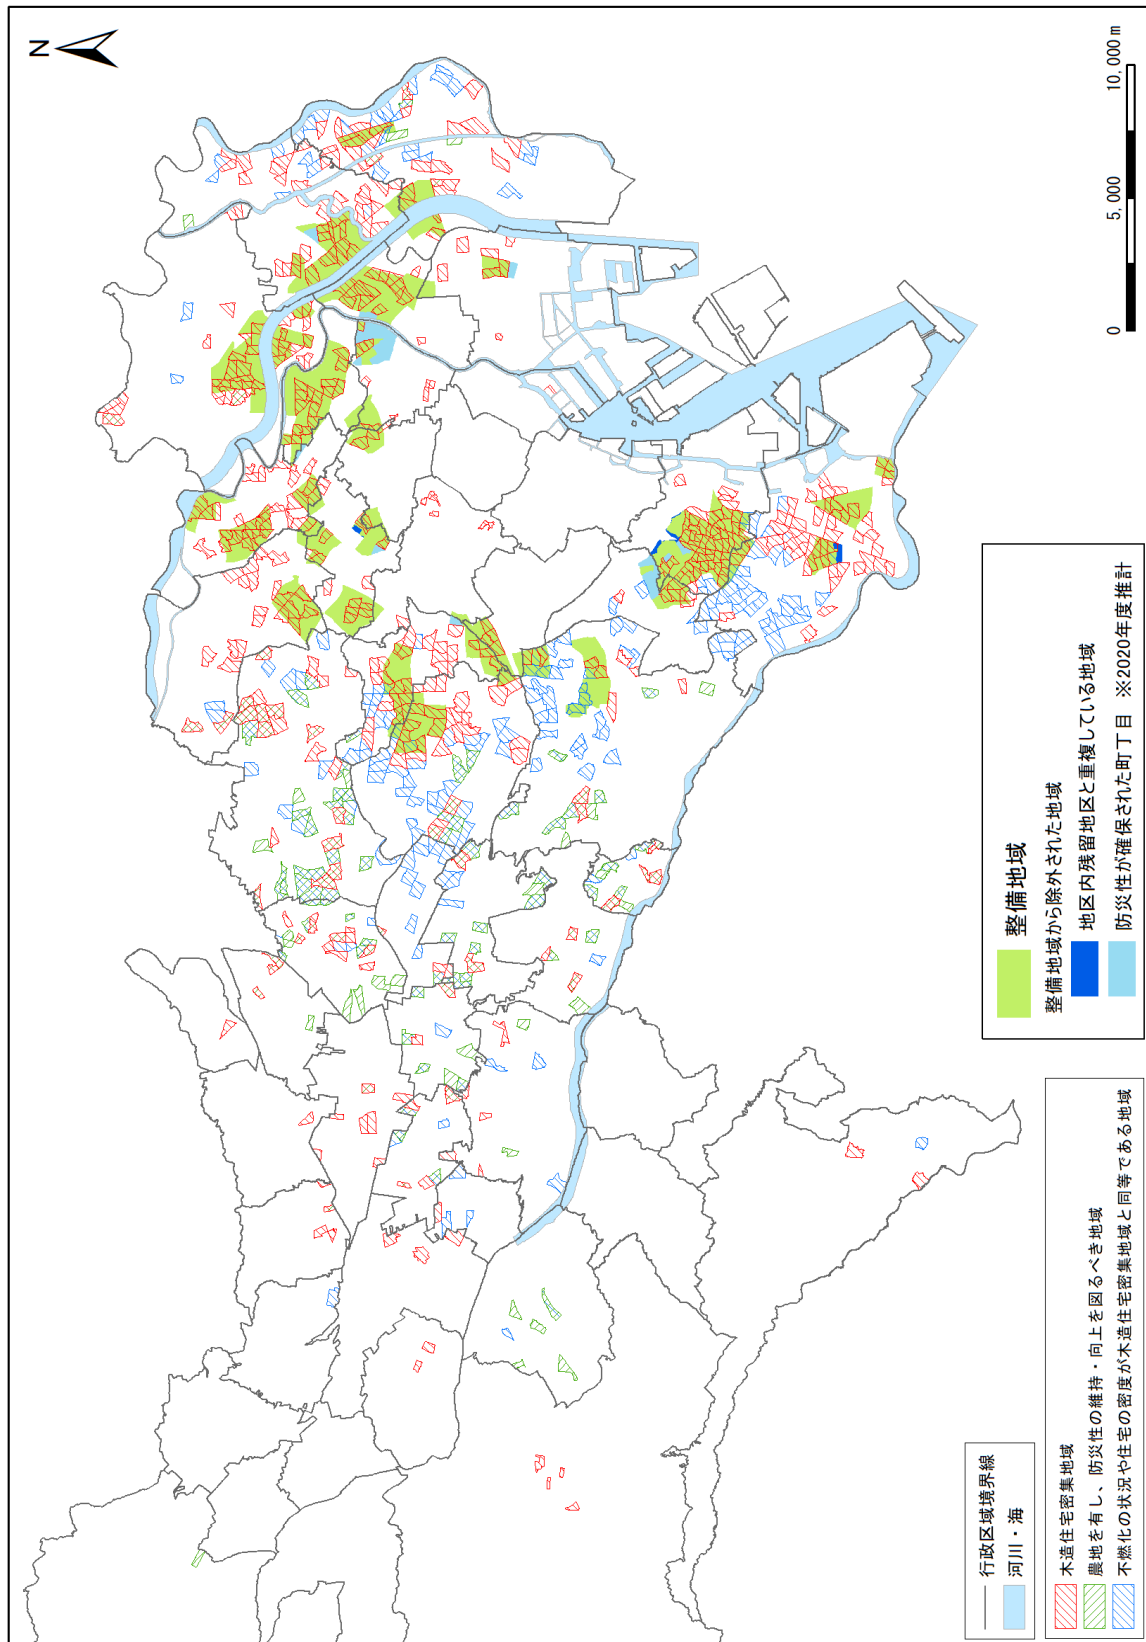 N
0 5,000 10,000 m
整備地域
整備地域から除外された地域
地区内残留地区と重複している地域
防災性が確保された町丁目 ※2020年度推計
行政区域境界線
河川・海
木造住宅密集地域
農地を有し、防災性の維持・向上を図るべき地域
不燃化の状況や住宅の密度が木造住宅密集地域と同等である地域